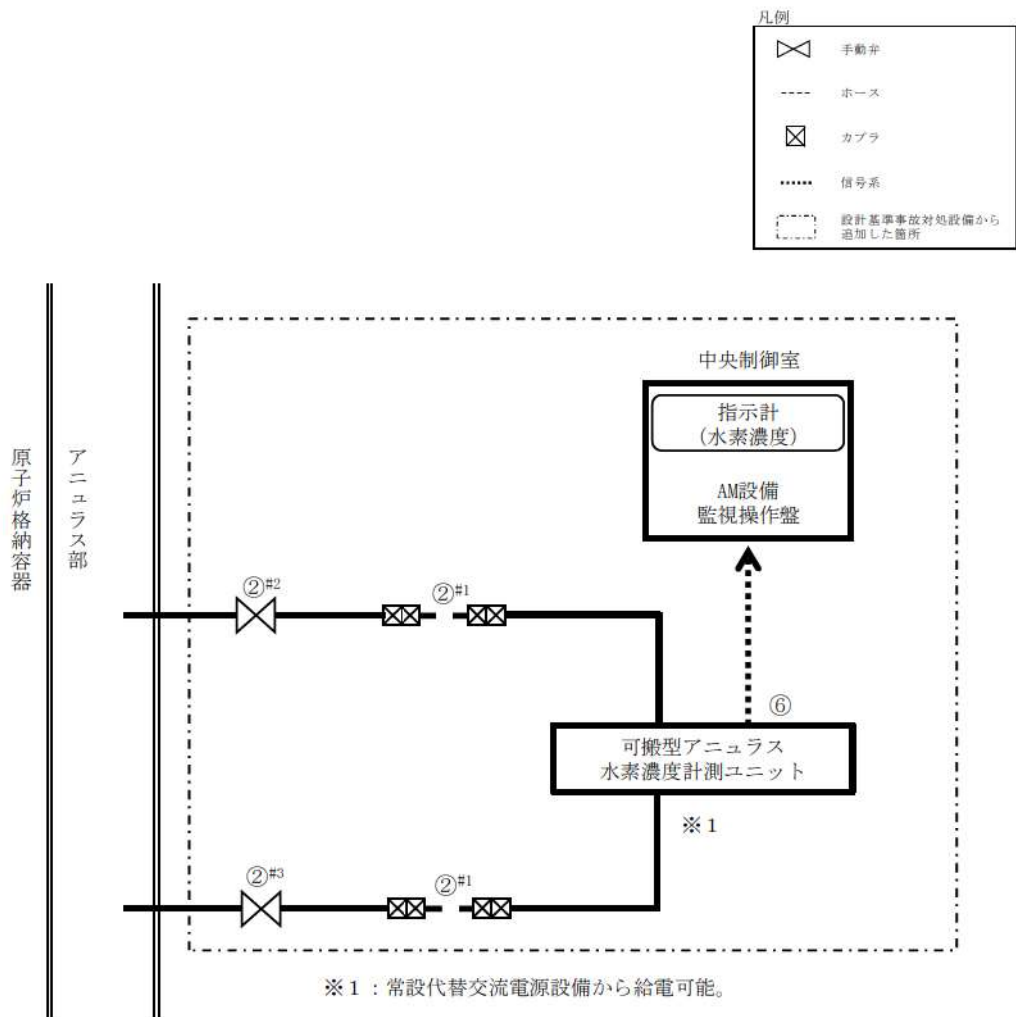 凡例
手動弁
ホース
カプラ
信号系
設計基準事故対処設備から
追加した箇所
原子炉格納容器
アニュラス部
中央制御室
指示計
(水素濃度)
AM設備
監視操作盤
②#2
②#1
⑥
可搬型アニュラス
水素濃度計測ユニット
※1
②#3
②#1
※1:常設代替交流電源設備から給電可能。